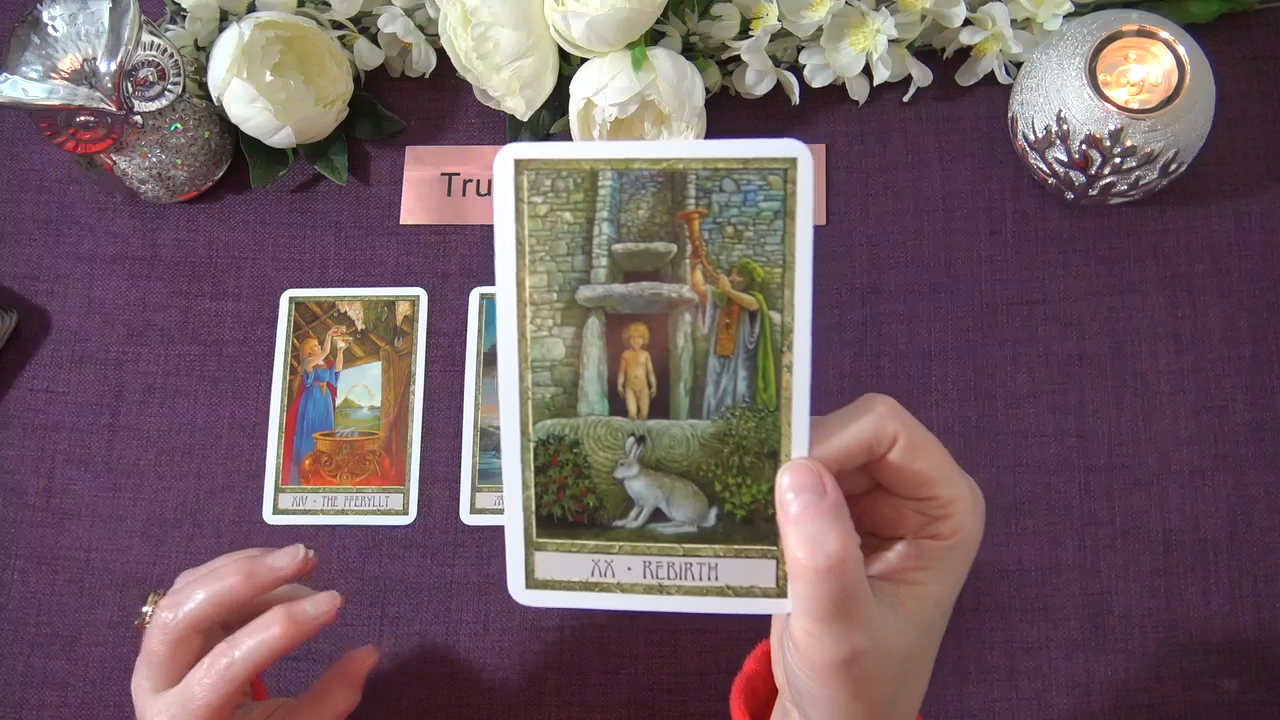 Tru
XIV • THE FFERYLLT
XX • REBIRTH